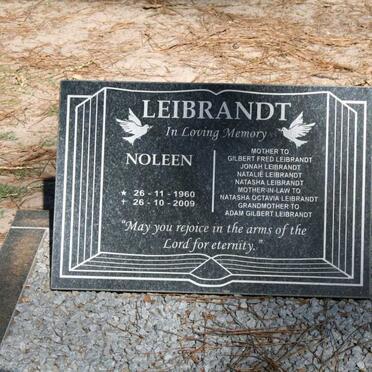 LEIBRANDT
In Loving Memory
NOLEEN
★ 26 - 11 - 1960
✝ 26 - 10 - 2009
MOTHER TO
GILBERT FRED LEIBRANDT
JONAH LEIBRANDT
NATALIE LEIBRANDT
NATASHA LEIBRANDT
MOTHER-IN-LAW TO
NATASHA OCTAVIA LEIBRANDT
GRANDMOTHER TO
ADAM GILBERT LEIBRANDT
"May you rejoice in the arms of the
Lord for eternity."